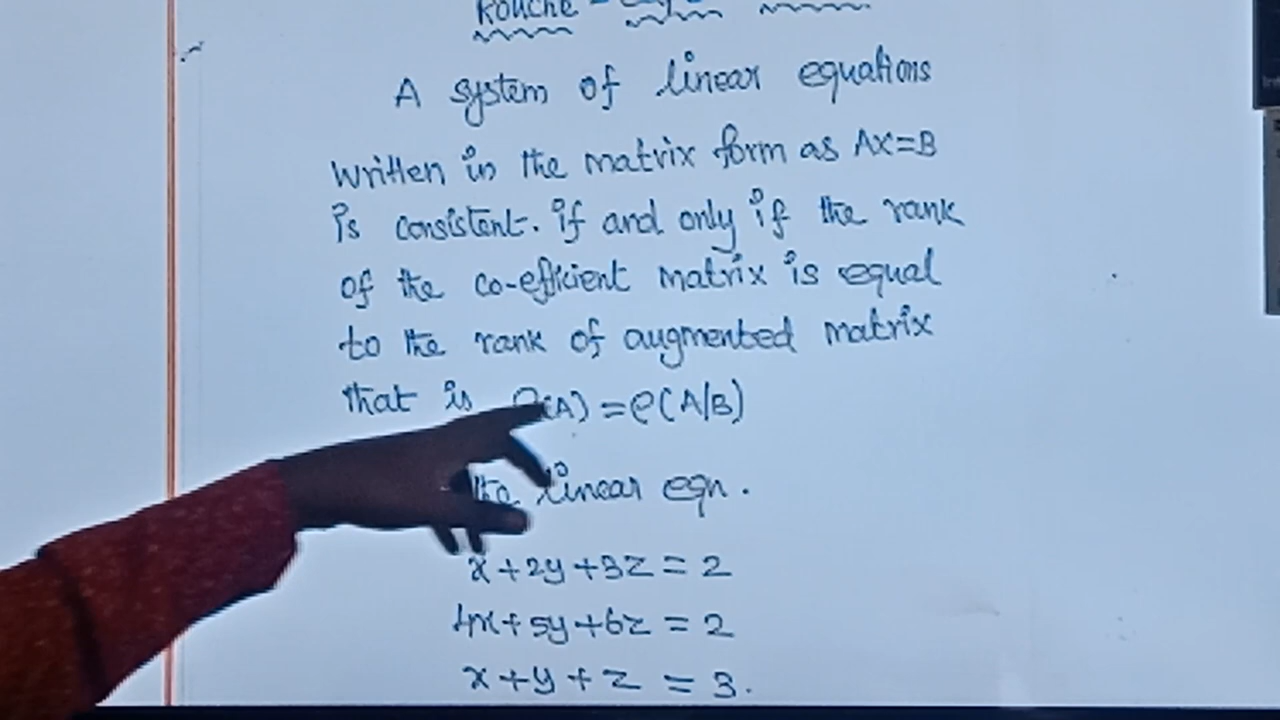 Rouche -
A system of linear equations
written in the matrix form as AX=B
is consistent. if and only if the rank
of the co-efficient matrix is equal
to the rank of augmented matrix
that is ρ(A) = ρ(A/B)
the linear eqn.
x + 2y + 3z = 2
4x + 5y + 6z = 2
x + y + z = 3.